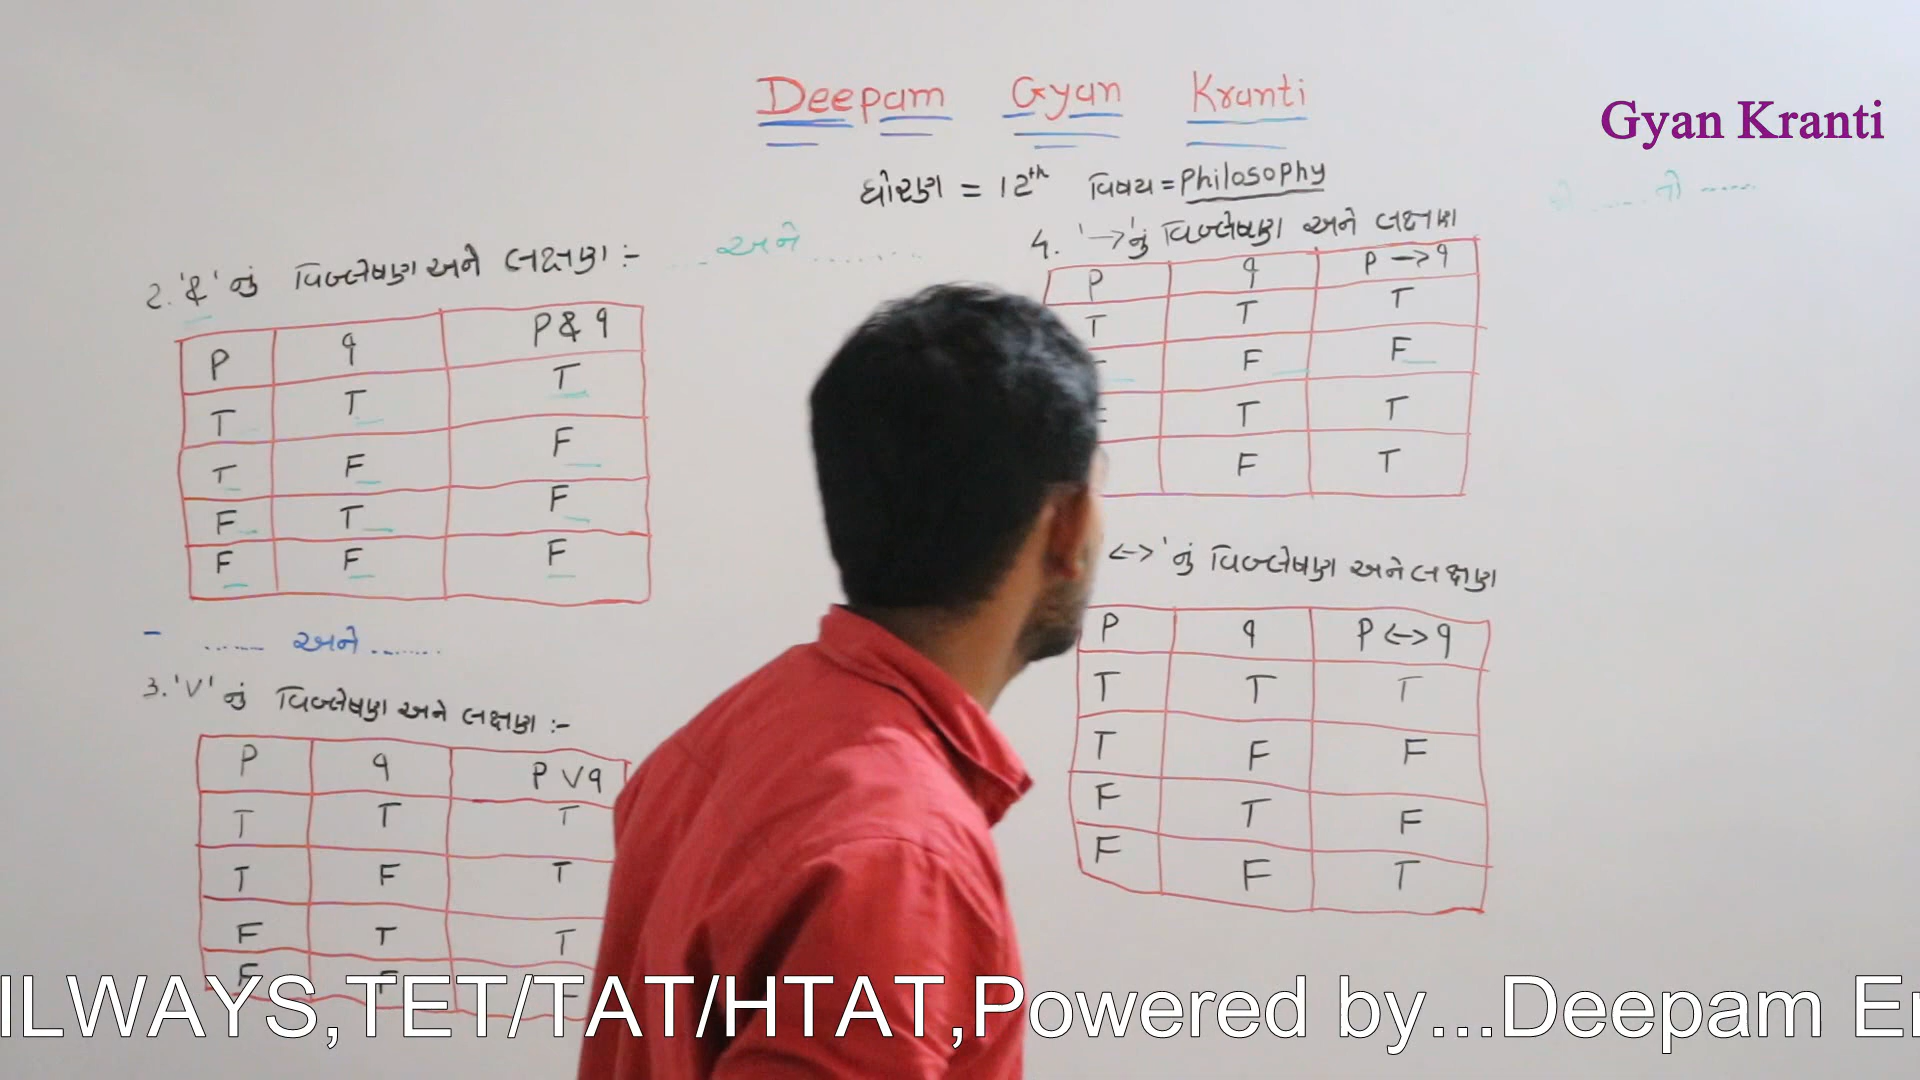 Deepam Gyan Kranti
Gyan Kranti
ધોરણ = 12th વિષય = Philosophy
2. '&' નું વિશ્લેષણ અને લક્ષણ :- ... અને ........
P q P & q
T T T
T F F
F T F
F F F
- ...... અને ........
3. 'V' નું વિશ્લેષણ અને લક્ષણ :-
P q P V q
T T T
T F T
F T T
F F
4. '→' નું વિશ્લેષણ અને લક્ષણ
...... તો ......
P q P → q
T T T
F F
T T
F T
'↔' નું વિશ્લેષણ અને લક્ષણ
P q P ↔ q
T T T
T F F
F T F
F F T
ILWAYS,TET/TAT/HTAT,Powered by...Deepam